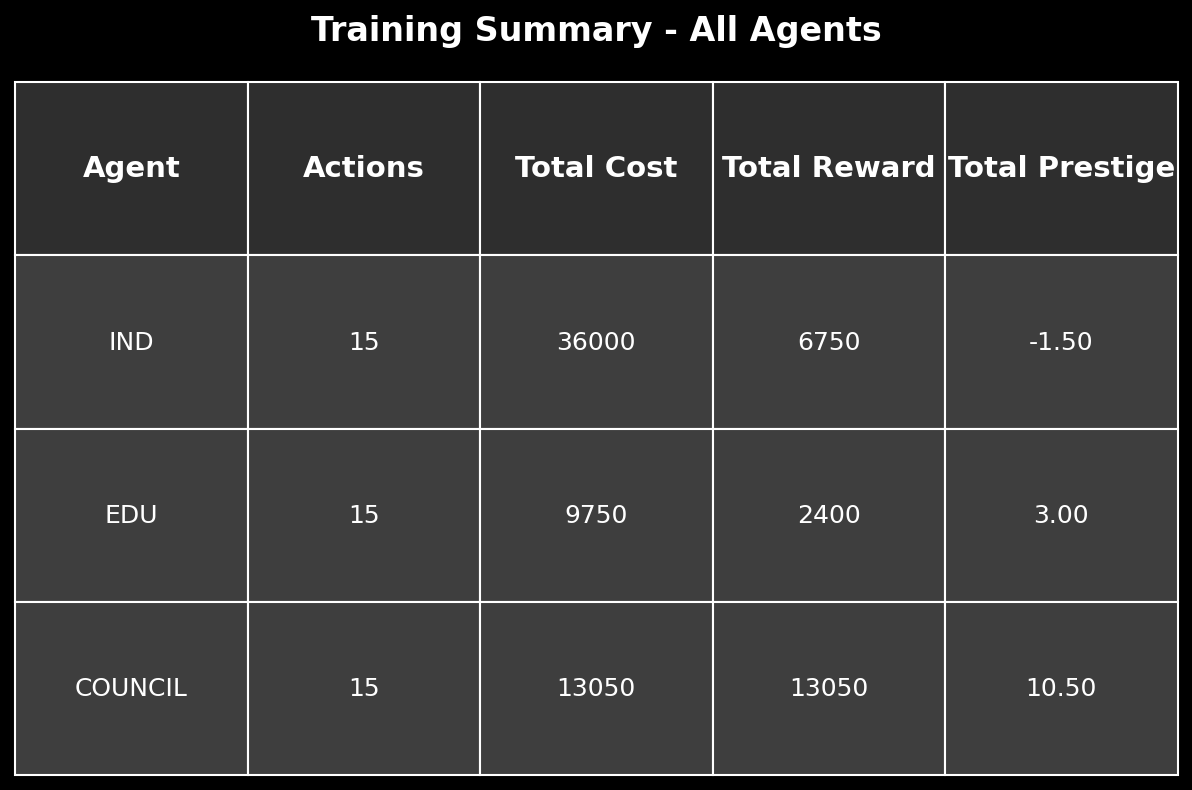 Training Summary - All Agents
Agent Actions Total Cost Total Reward Total Prestige
IND 15 36000 6750 -1.50
EDU 15 9750 2400 3.00
COUNCIL 15 13050 13050 10.50